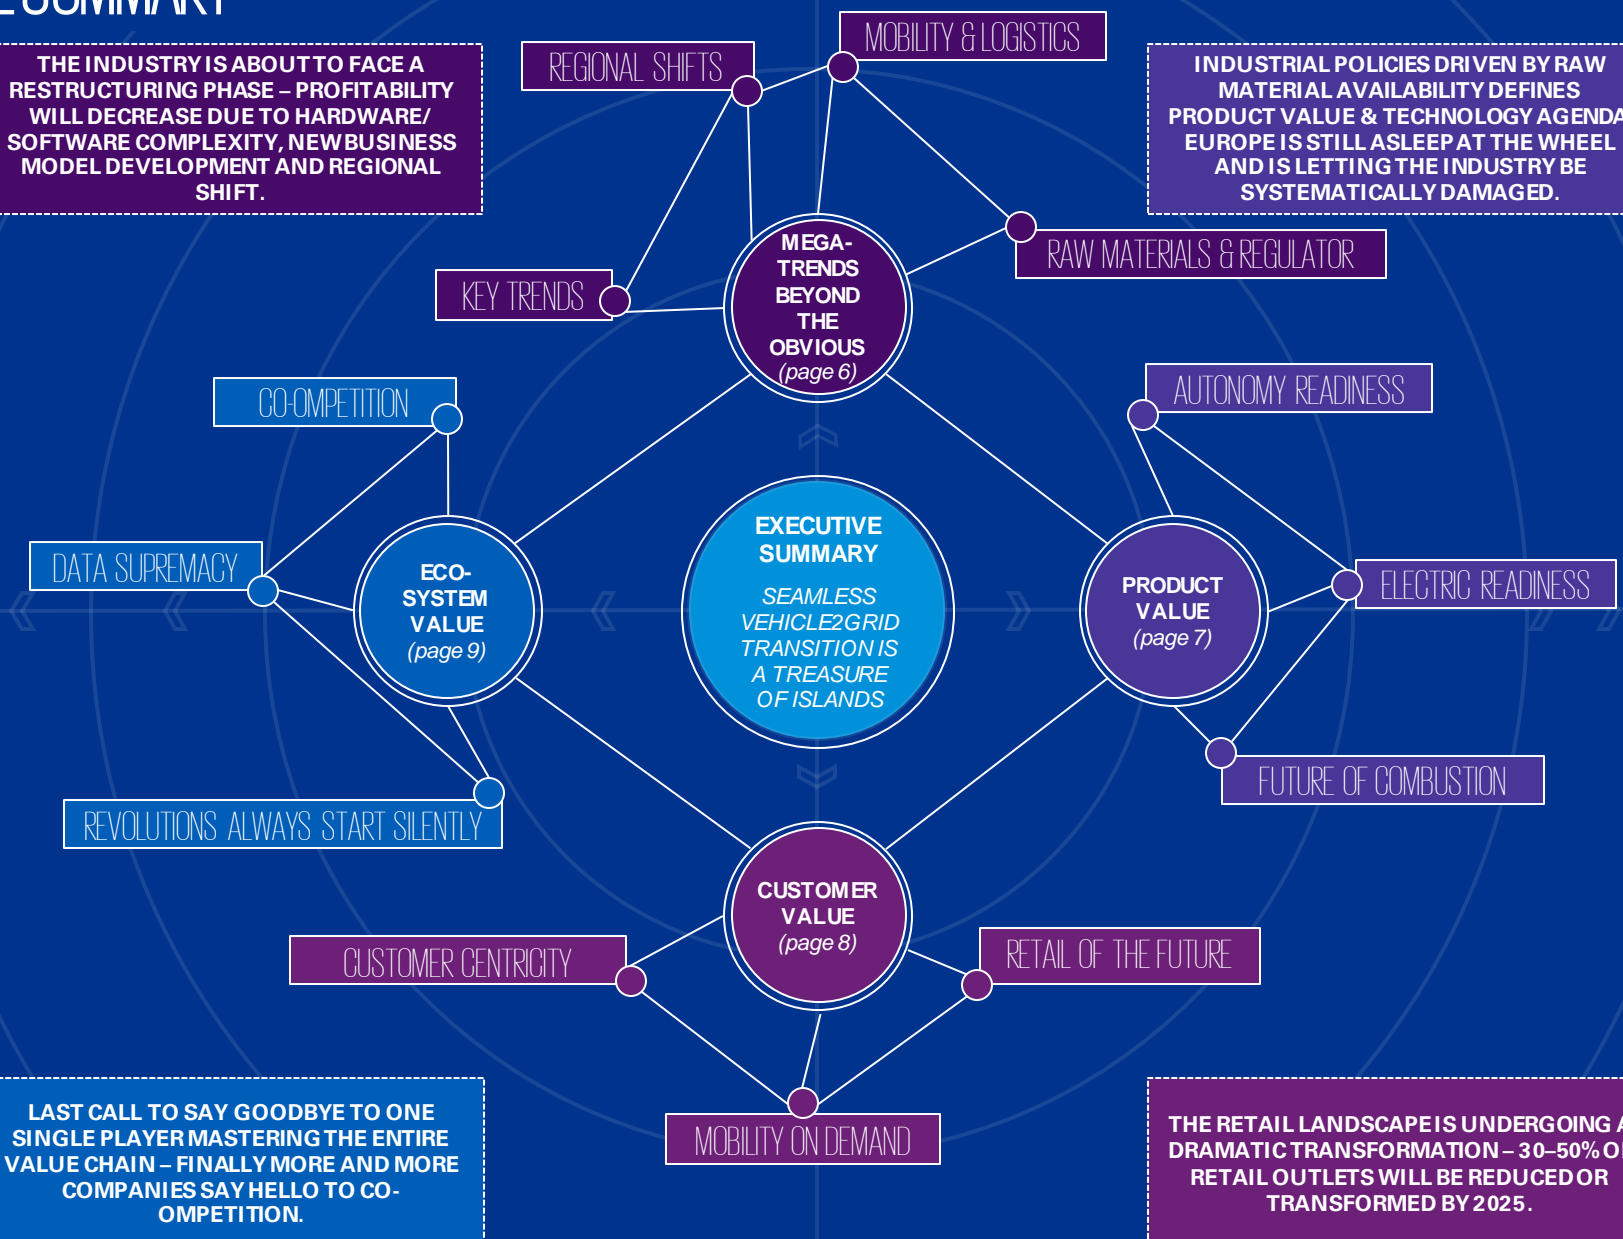 E SUMMARY
THE INDUSTRY IS ABOUT TO FACE A
RESTRUCTURING PHASE – PROFITABILITY
WILL DECREASE DUE TO HARDWARE/
SOFTWARE COMPLEXITY, NEW BUSINESS
MODEL DEVELOPMENT AND REGIONAL
SHIFT.
REGIONAL SHIFTS
MOBILITY & LOGISTICS
INDUSTRIAL POLICIES DRIVEN BY RAW
MATERIAL AVAILABILITY DEFINES
PRODUCT VALUE & TECHNOLOGY AGENDA
EUROPE IS STILL ASLEEP AT THE WHEEL
AND IS LETTING THE INDUSTRY BE
SYSTEMATICALLY DAMAGED.
KEY TRENDS
RAW MATERIALS & REGULATOR
MEGA-
TRENDS
BEYOND
THE
OBVIOUS
(page 6)
CO-OMPETITION
AUTONOMY READINESS
DATA SUPREMACY
ECO-
SYSTEM
VALUE
(page 9)
EXECUTIVE
SUMMARY
SEAMLESS
VEHICLE2GRID
TRANSITION IS
A TREASURE
OF ISLANDS
PRODUCT
VALUE
(page 7)
ELECTRIC READINESS
REVOLUTIONS ALWAYS START SILENTLY
FUTURE OF COMBUSTION
CUSTOMER
VALUE
(page 8)
CUSTOMER CENTRICITY
RETAIL OF THE FUTURE
MOBILITY ON DEMAND
LAST CALL TO SAY GOODBYE TO ONE
SINGLE PLAYER MASTERING THE ENTIRE
VALUE CHAIN – FINALLY MORE AND MORE
COMPANIES SAY HELLO TO CO-
OMPETITION.
THE RETAIL LANDSCAPE IS UNDERGOING A
DRAMATIC TRANSFORMATION – 30–50% OF
RETAIL OUTLETS WILL BE REDUCED OR
TRANSFORMED BY 2025.